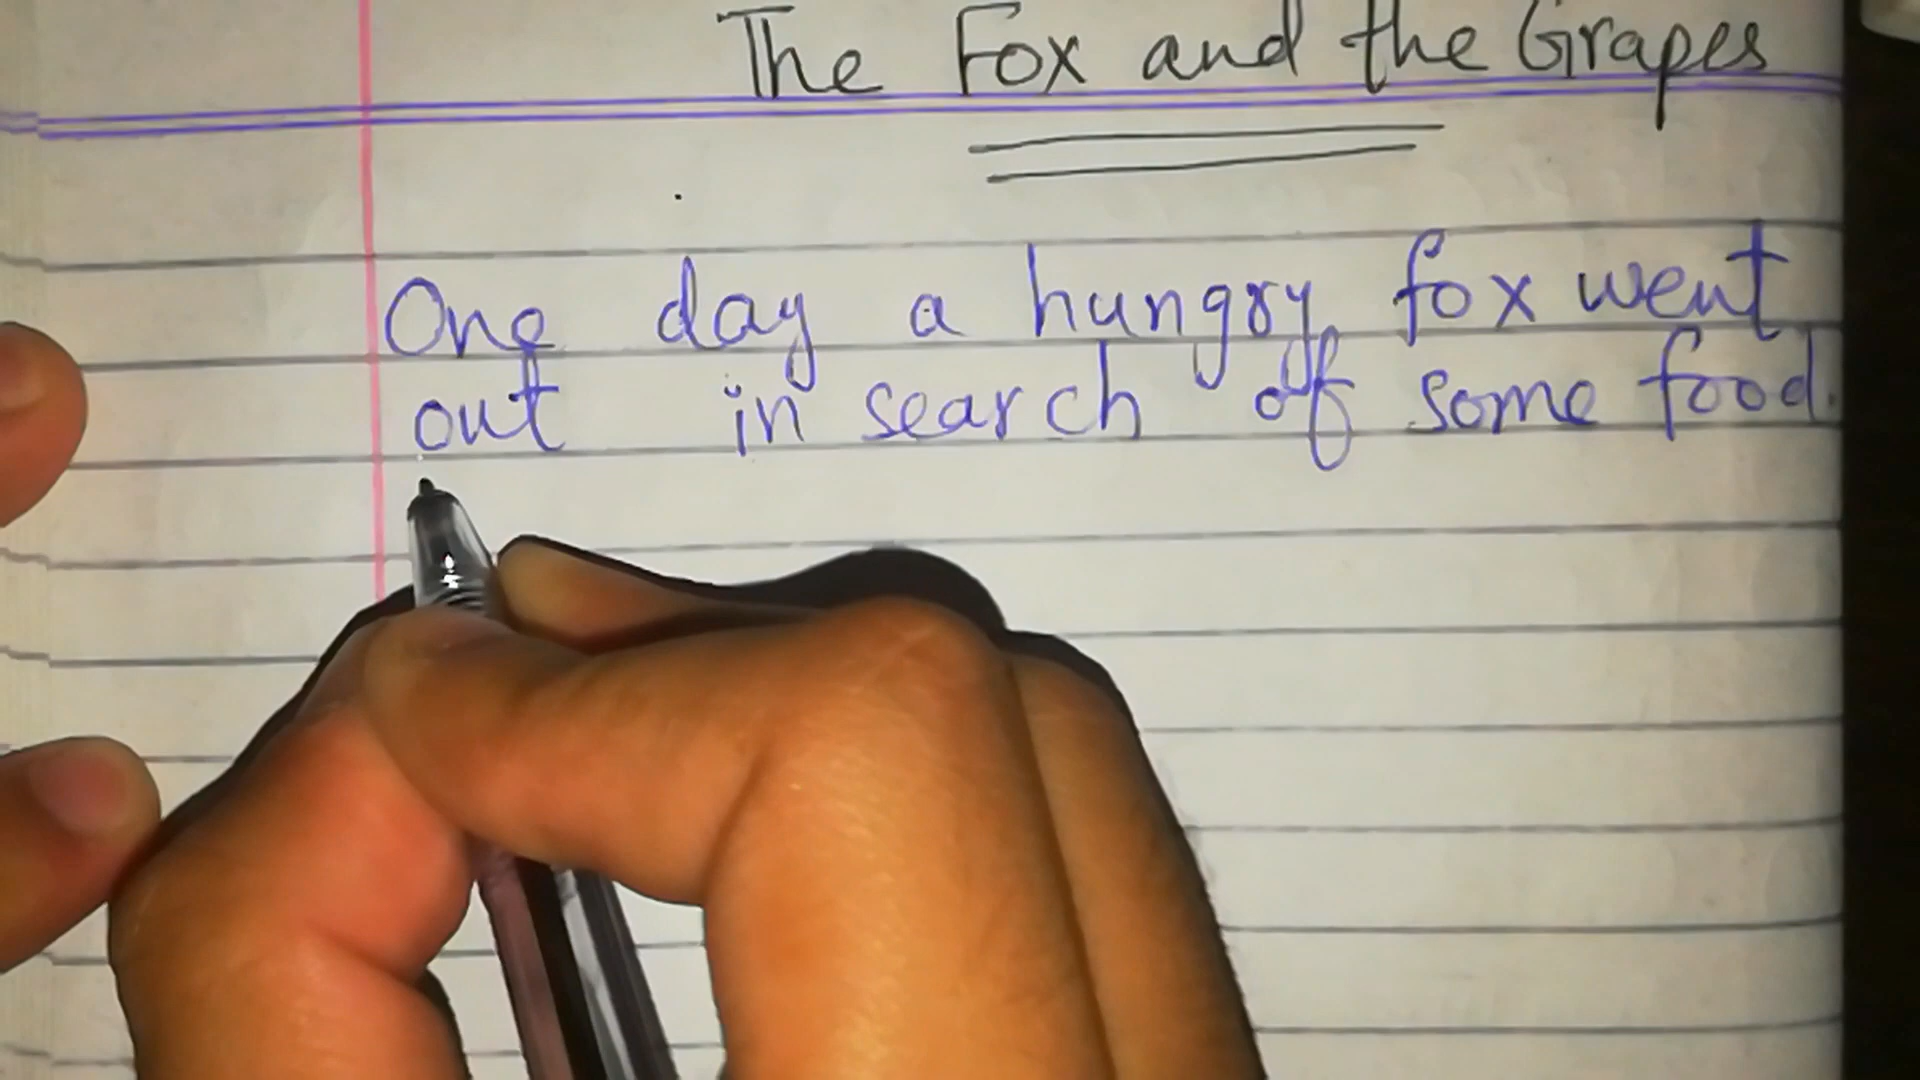 The Fox and the Grapes
One day a hungry fox went
out in search of some food.